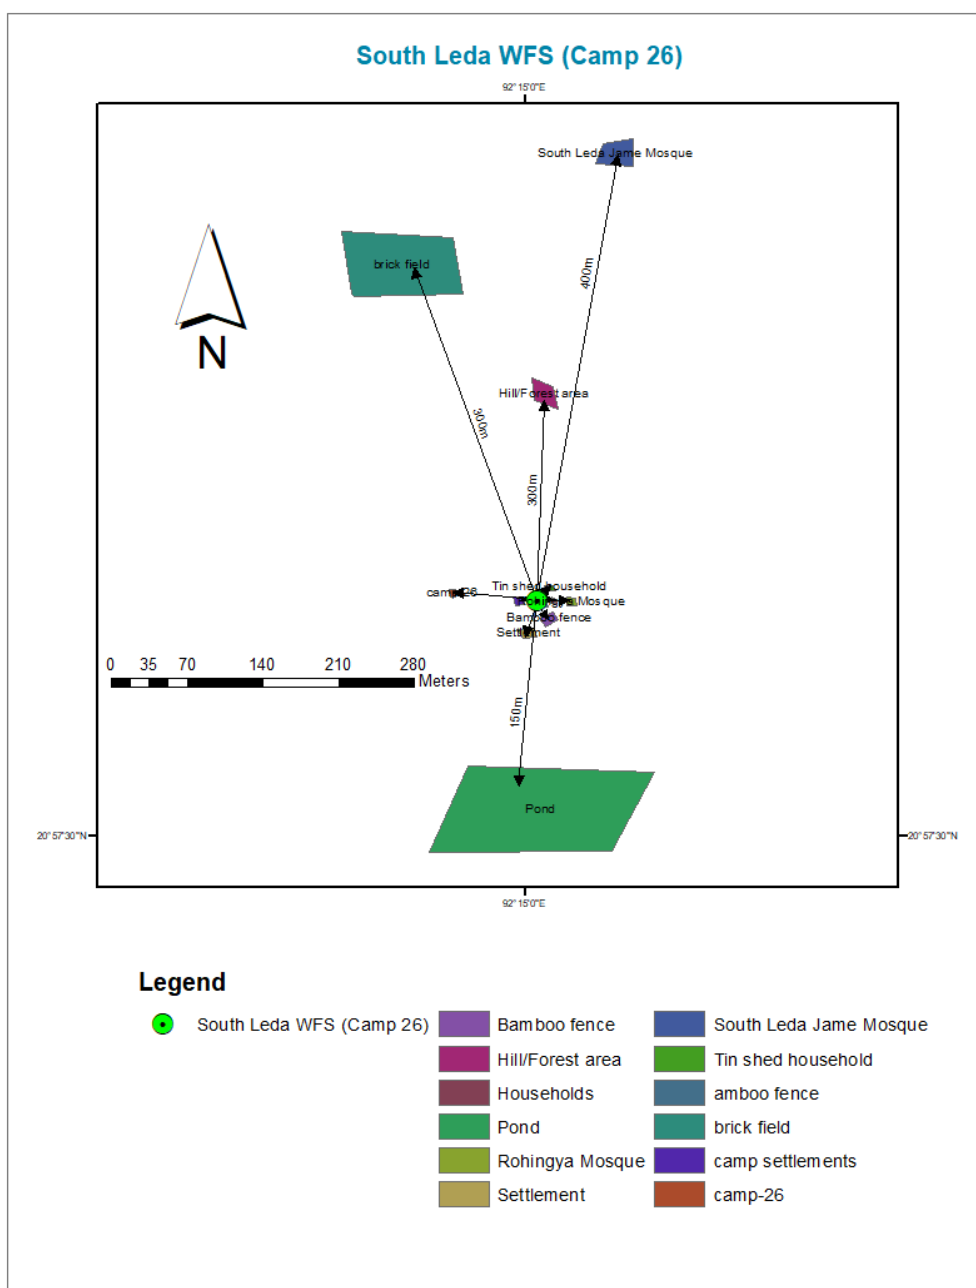 South Leda WFS (Camp 26)
92°15'0"E
South Leda Jame Mosque
brick field
400m
N
Hill/Forest area
300m
300m
Tin shed household
camp-26
Mosque
Bamboo fence
Settlement
0 35 70 140 210 280
Meters
150m
Pond
20°57'30"N
20°57'30"N
92°15'0"E
Legend
South Leda WFS (Camp 26)
Bamboo fence
Hill/Forest area
Households
Pond
Rohingya Mosque
Settlement
South Leda Jame Mosque
Tin shed household
amboo fence
brick field
camp settlements
camp-26